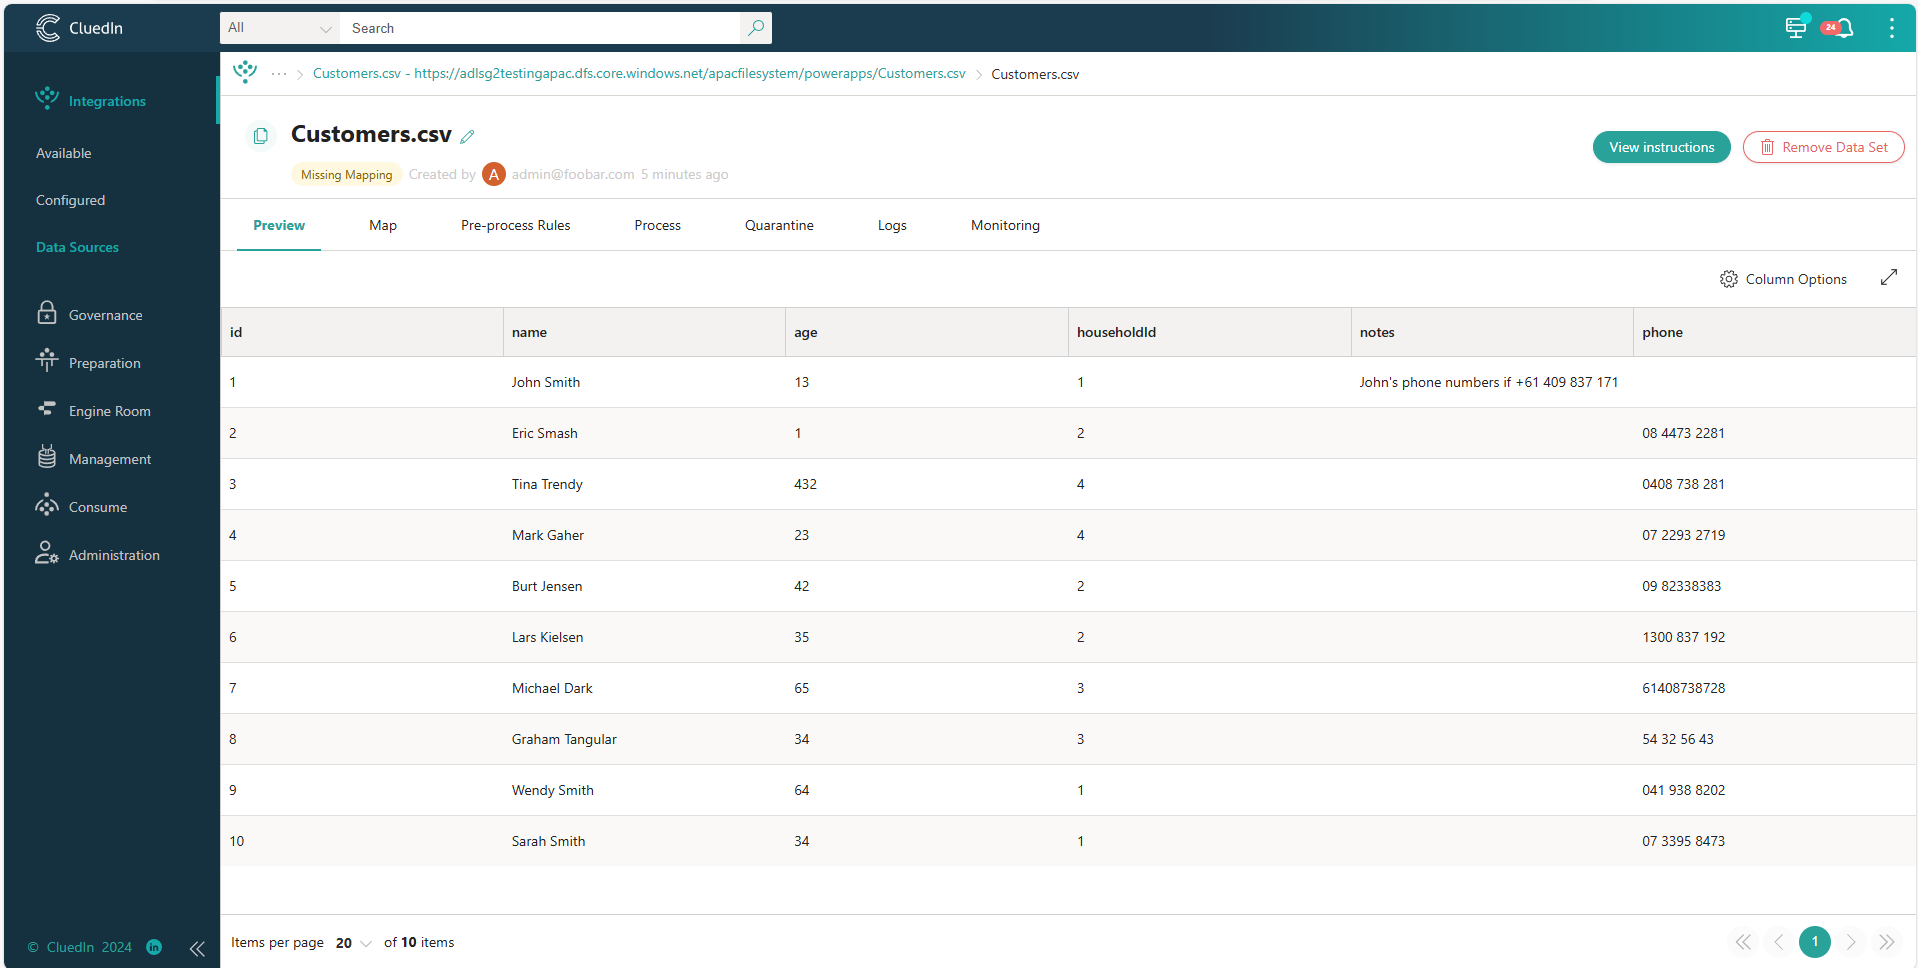 CluedIn
All
Search
24
Integrations
Available
Configured
Data Sources
Governance
Preparation
Engine Room
Management
Consume
Administration
© CluedIn 2024
in
··· > Customers.csv - https://adlsg2testingapac.dfs.core.windows.net/apacfilesystem/powerapps/Customers.csv > Customers.csv
Customers.csv
Missing Mapping Created by A admin@foobar.com 5 minutes ago
View instructions
Remove Data Set
Preview Map Pre-process Rules Process Quarantine Logs Monitoring
Column Options
id name age householdId notes phone
1 John Smith 13 1 John's phone numbers if +61 409 837 171
2 Eric Smash 1 2 08 4473 2281
3 Tina Trendy 432 4 0408 738 281
4 Mark Gaher 23 4 07 2293 2719
5 Burt Jensen 42 2 09 82338383
6 Lars Kielsen 35 2 1300 837 192
7 Michael Dark 65 3 61408738728
8 Graham Tangular 34 3 54 32 56 43
9 Wendy Smith 64 1 041 938 8202
10 Sarah Smith 34 1 07 3395 8473
Items per page 20 of 10 items
1